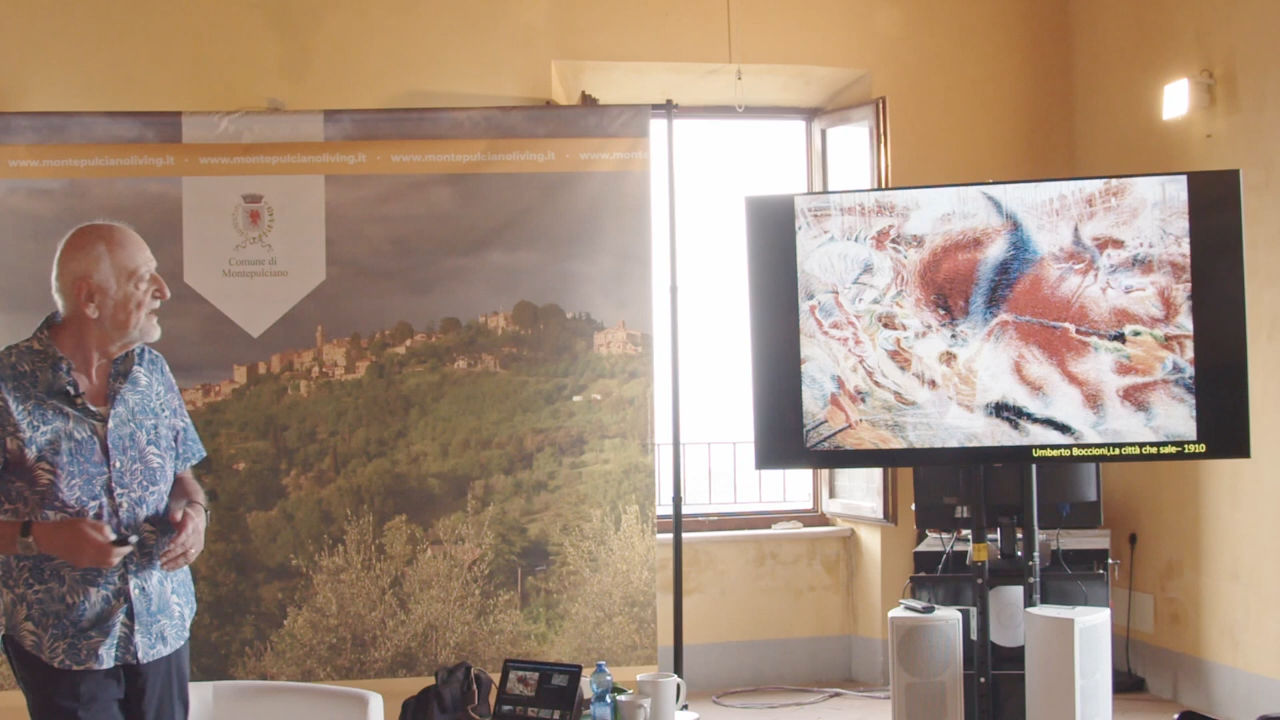 www.montepulcianoliving.it · www.montepulcianoliving.it · www.montepulcianoliving.it · www.monte
Comune di
Montepulciano
Umberto Boccioni,La città che sale– 1910